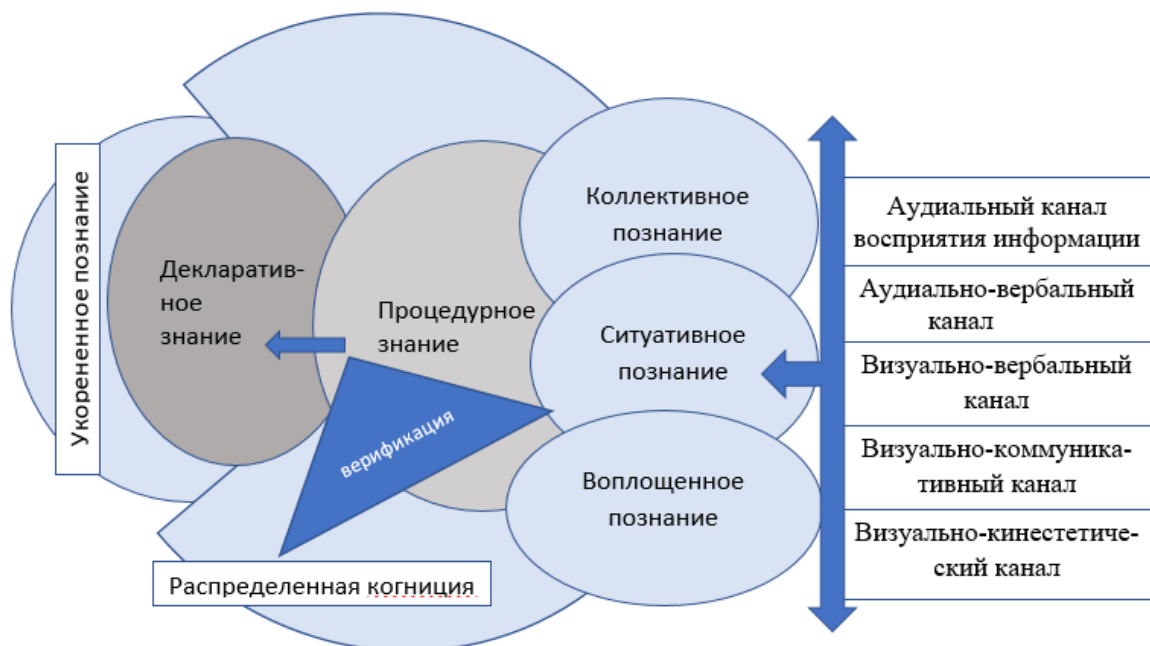 Укорененное познание
Декларатив-
ное
знание
Процедурное
знание
верификация
Распределенная когниция
Коллективное
познание
Ситуативное
познание
Воплощенное
познание
Аудиальный канал
восприятия информации
Аудиально-вербальный
канал
Визуально-вербальный
канал
Визуально-коммуника-
тивный канал
Визуально-кинестетиче-
ский канал